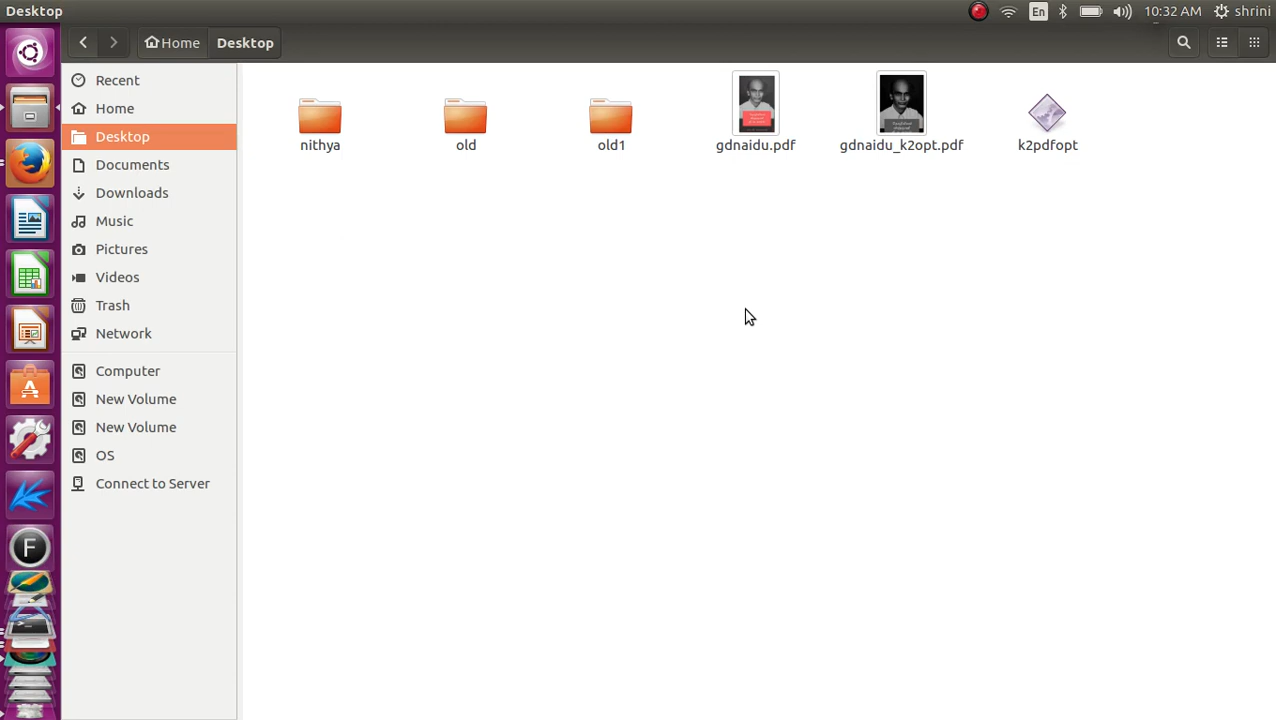 Desktop
En
10:32 AM
shrini
Home
Desktop
Recent
Home
Desktop
Documents
Downloads
Music
Pictures
Videos
Trash
Network
Computer
New Volume
New Volume
OS
Connect to Server
nithya
old
old1
gdnaidu.pdf
gdnaidu_k2opt.pdf
k2pdfopt
A
F